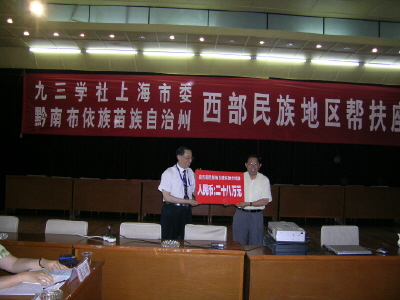 九三学社上海市委
黔南布依族苗族自治州
西部民族地区帮扶座
人民币:二十八万元